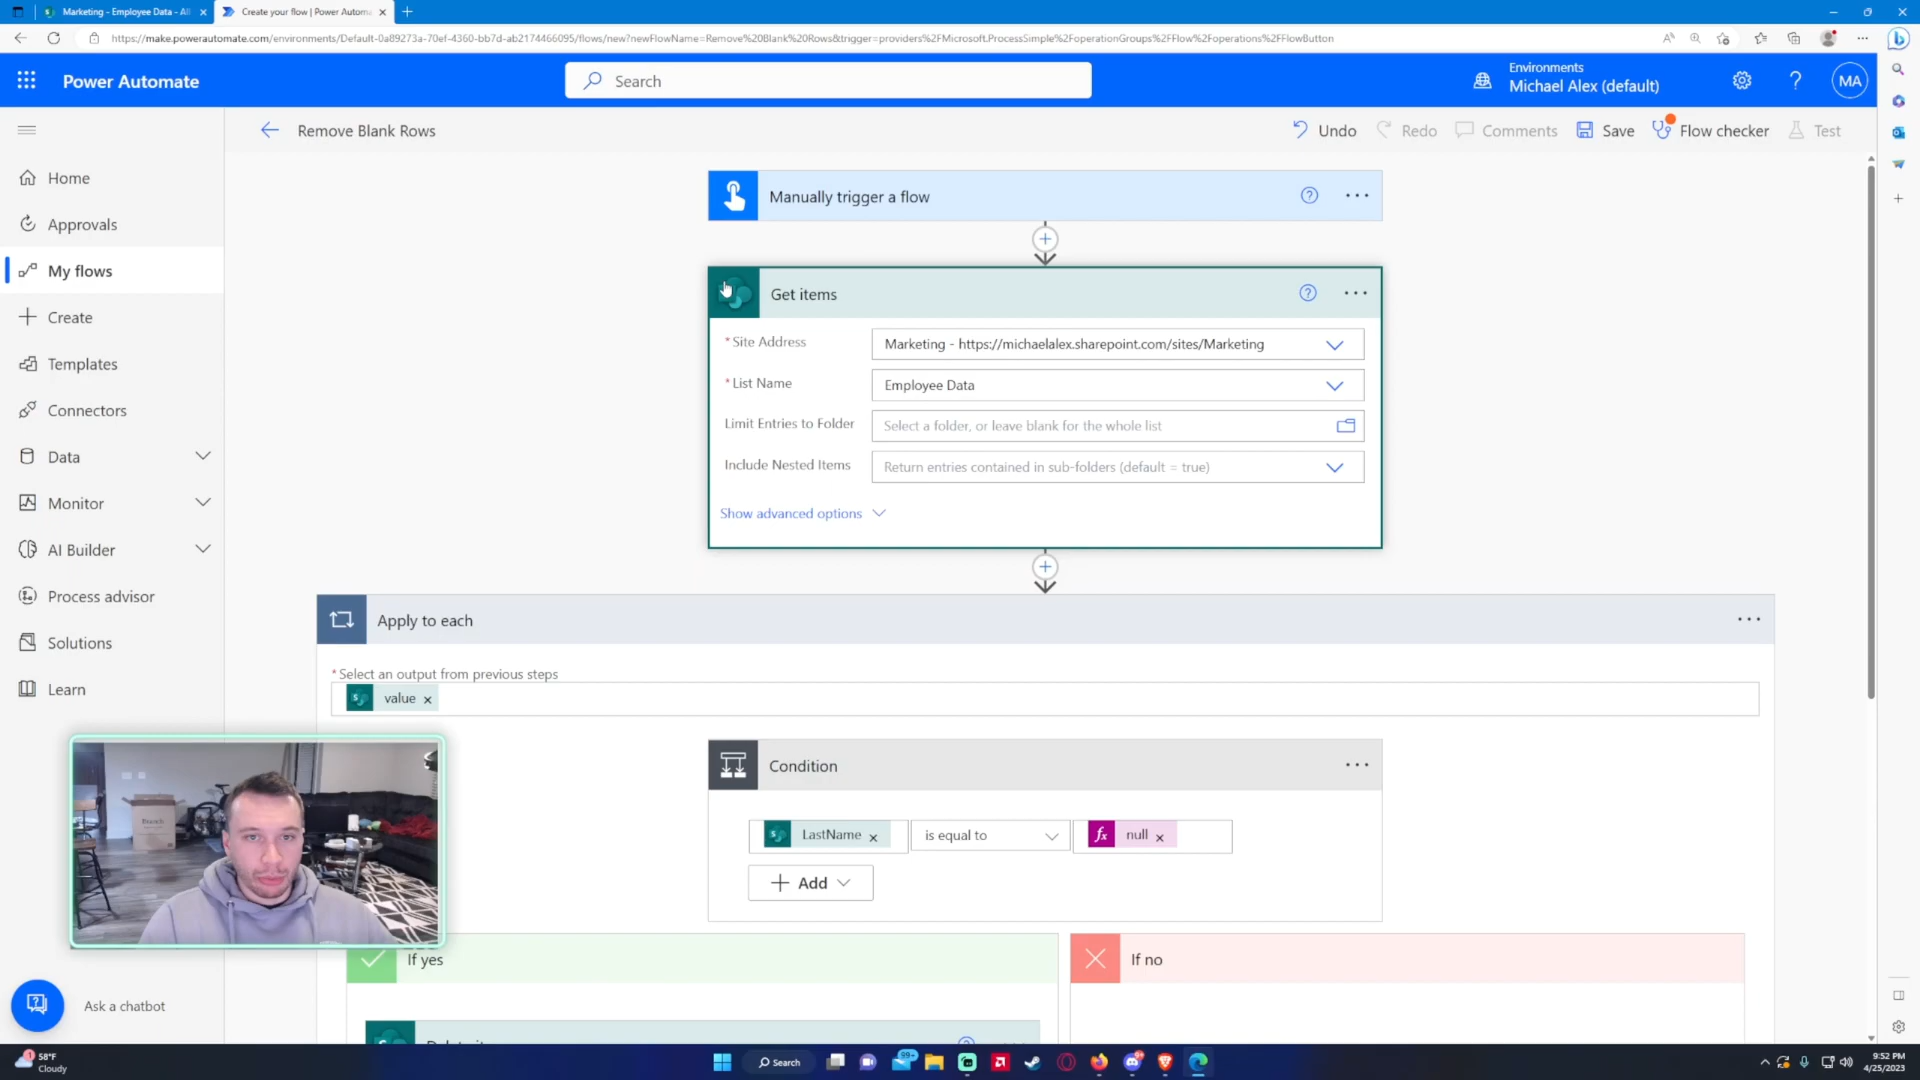 Marketing - Employee Data - All
Create your flow | Power Automa
https://make.powerautomate.com/environments/Default-0a89273a-70ef-4360-bb7d-ab2174466095/flows/new?newFlowName=Remove%20Blank%20Rows&trigger=providers%2FMicrosoft.ProcessSimple%2FoperationGroups%2FFlow%2Foperations%2FFlowButton
Power Automate
Search
Environments
Michael Alex (default)
MA
Remove Blank Rows
Undo
Redo
Comments
Save
Flow checker
Test
Home
Approvals
My flows
Create
Templates
Connectors
Data
Monitor
AI Builder
Process advisor
Solutions
Learn
Ask a chatbot
Manually trigger a flow
Get items
* Site Address
Marketing - https://michaelalex.sharepoint.com/sites/Marketing
* List Name
Employee Data
Limit Entries to Folder
Select a folder, or leave blank for the whole list
Include Nested Items
Return entries contained in sub-folders (default = true)
Show advanced options
Apply to each
* Select an output from previous steps
value
Condition
LastName
is equal to
null
Add
If yes
If no
58°F
Cloudy
Search
99+
9:52 PM
4/25/2023